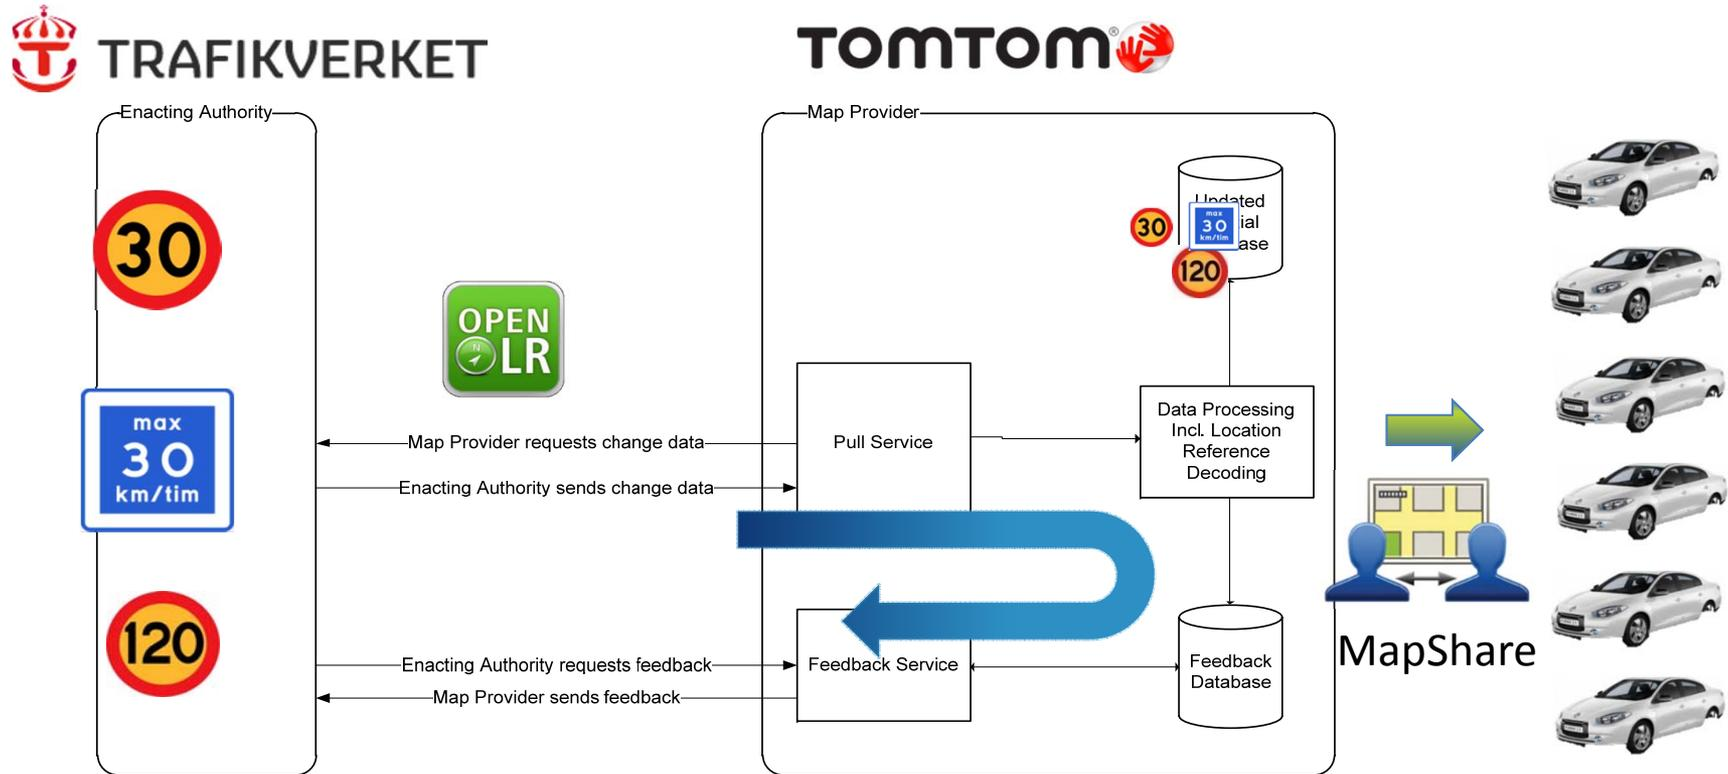 TRAFIKVERKET
TOMTOM®
Enacting Authority
Map Provider
30
Updated
30
max
30
km/tim
120
OPEN
N
LR
max
30
km/tim
Map Provider requests change data
Enacting Authority sends change data
Pull Service
Data Processing
Incl. Location
Reference
Decoding
120
Enacting Authority requests feedback
Map Provider sends feedback
Feedback Service
Feedback
Database
MapShare